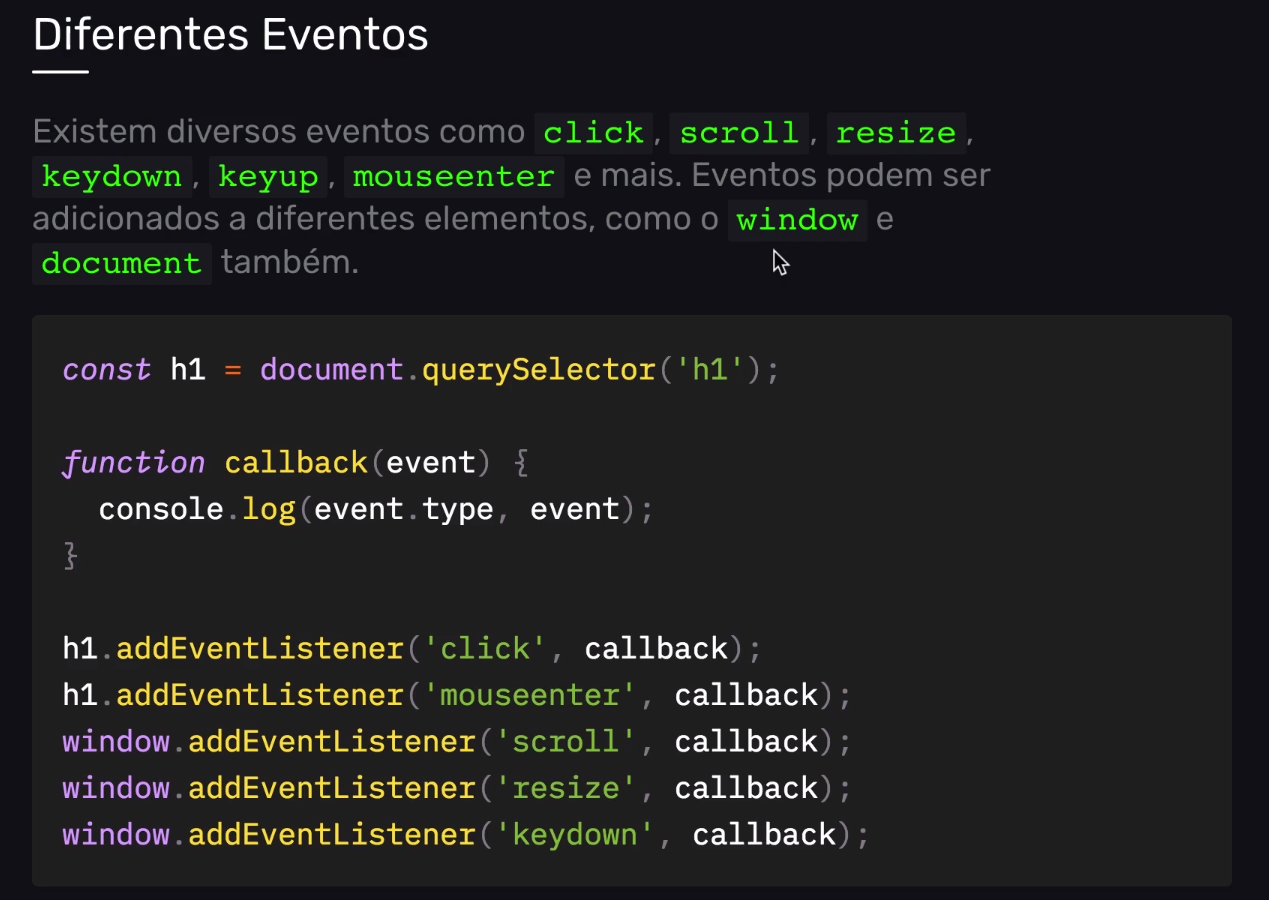 Diferentes Eventos
Existem diversos eventos como click, scroll, resize,
keydown, keyup, mouseenter e mais. Eventos podem ser
adicionados a diferentes elementos, como o window e
document também.
const h1 = document.querySelector('h1');
function callback(event) {
  console.log(event.type, event);
}
h1.addEventListener('click', callback);
h1.addEventListener('mouseenter', callback);
window.addEventListener('scroll', callback);
window.addEventListener('resize', callback);
window.addEventListener('keydown', callback);